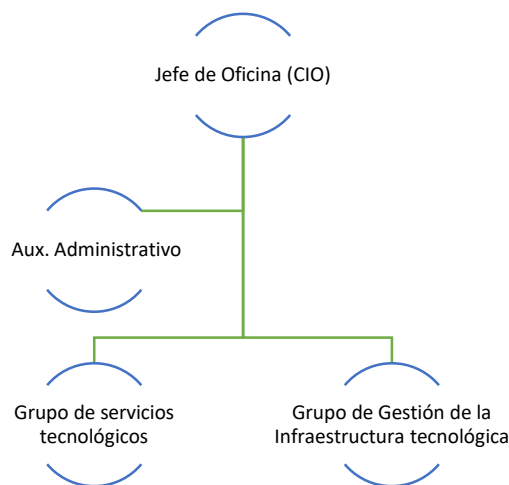 Jefe de Oficina (CIO)
Aux. Administrativo
Grupo de servicios
tecnológicos
Grupo de Gestión de la
Infraestructura tecnológica